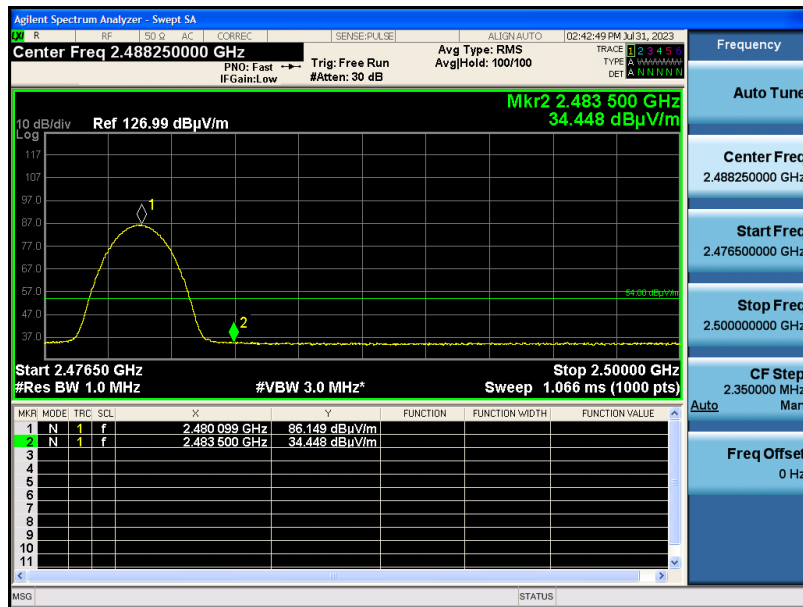 Agilent Spectrum Analyzer - Swept SA
LXI R RF 50 Ω AC CORREC SENSE:PULSE ALIGN AUTO 02:42:49 PM Jul 31, 2023
Center Freq 2.488250000 GHz
PNO: Fast
IFGain:Low
Trig: Free Run
#Atten: 30 dB
Avg Type: RMS
Avg|Hold: 100/100
TRACE 1 2 3 4 5 6
TYPE A WWWWW
DET A N N N N N
Mkr2 2.483 500 GHz
34.448 dBµV/m
10 dB/div Ref 126.99 dBµV/m
Log
117
107
97.0
87.0
77.0
67.0
57.0
47.0
37.0
1
2
54.00 dBµV/m
Start 2.47650 GHz Stop 2.50000 GHz
#Res BW 1.0 MHz #VBW 3.0 MHz* Sweep 1.066 ms (1000 pts)
MKR MODE TRC SCL X Y FUNCTION FUNCTION WIDTH FUNCTION VALUE
1 N 1 f 2.480 099 GHz 86.149 dBµV/m
2 N 1 f 2.483 500 GHz 34.448 dBµV/m
3
4
5
6
7
8
9
10
11
MSG STATUS
Frequency
Auto Tune
Center Freq
2.488250000 GHz
Start Freq
2.476500000 GHz
Stop Freq
2.500000000 GHz
CF Step
2.350000 MHz
Auto Man
Freq Offset
0 Hz